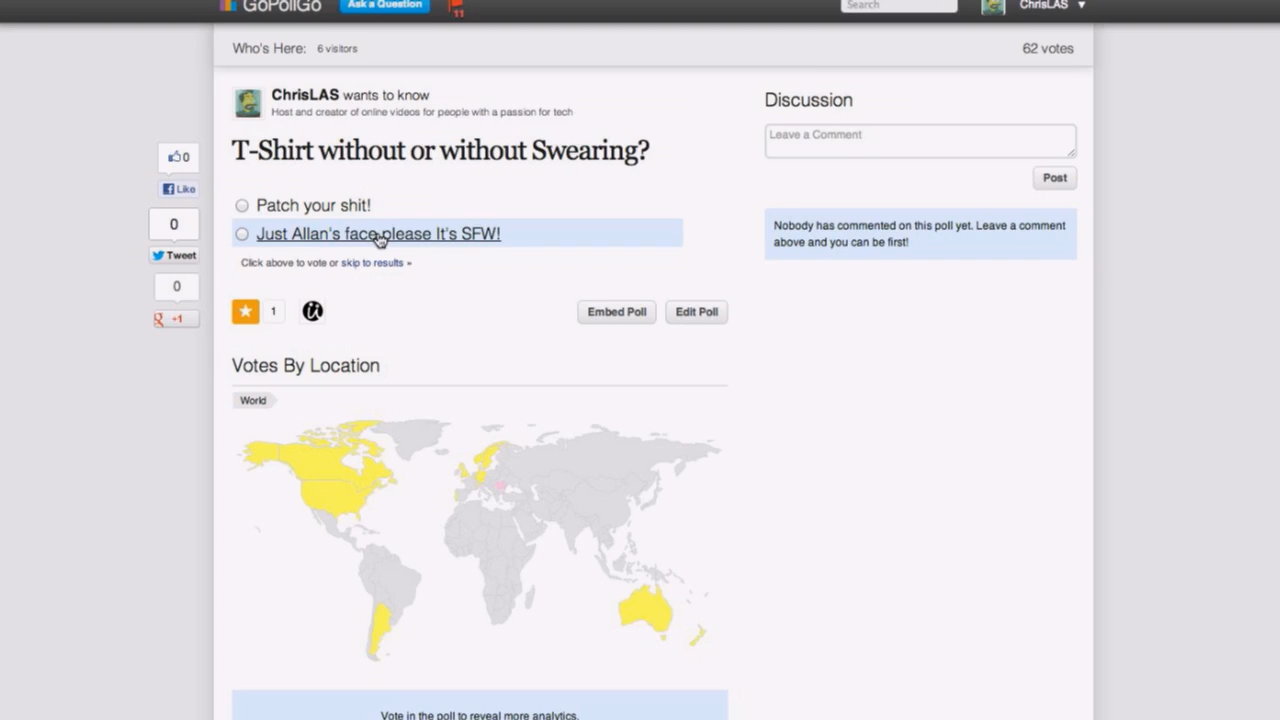 GoPollGo
Ask a Question
11
Search
ChrisLAS ▼
Who's Here: 6 visitors
62 votes
ChrisLAS wants to know
Host and creator of online videos for people with a passion for tech
T-Shirt without or without Swearing?
Patch your shit!
Just Allan's face please It's SFW!
Click above to vote or skip to results »
0
Like
0
Tweet
0
+1
1
Embed Poll
Edit Poll
Votes By Location
World
Vote in the poll to reveal more analytics.
Discussion
Leave a Comment
Post
Nobody has commented on this poll yet. Leave a comment
above and you can be first!